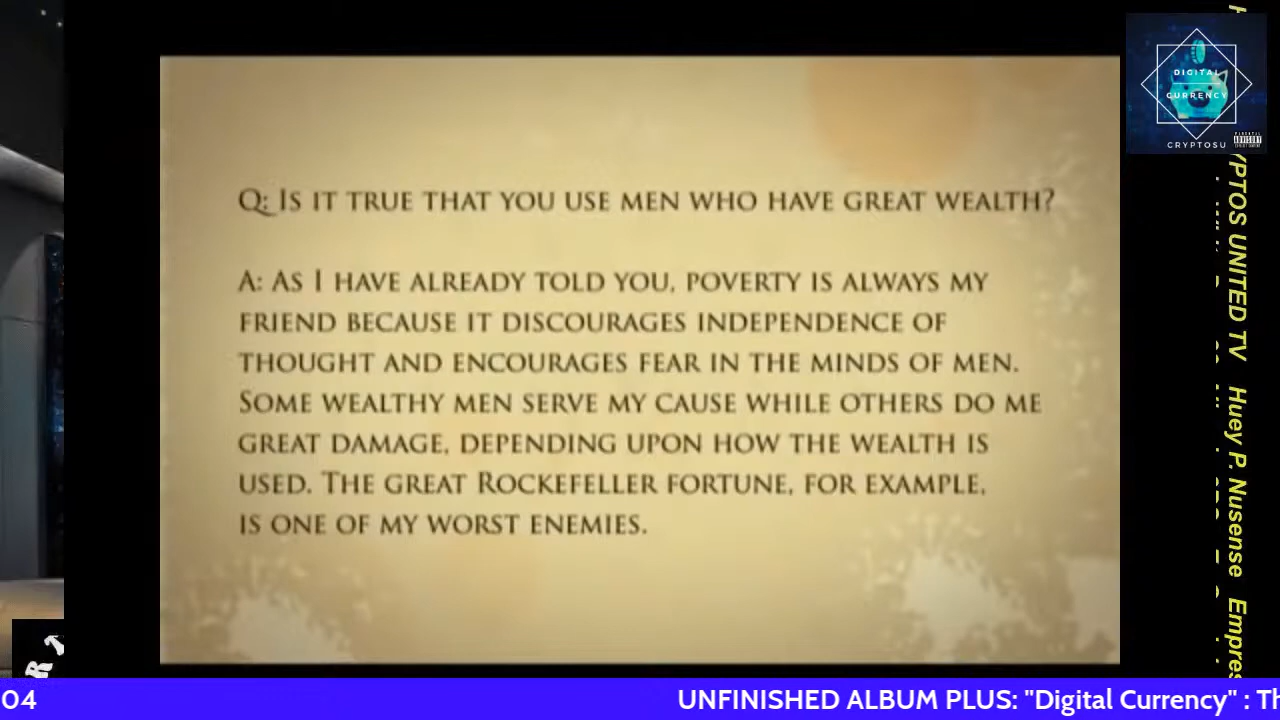 Q: Is it true that you use men who have great wealth?
A: As I have already told you, poverty is always my
friend because it discourages independence of
thought and encourages fear in the minds of men.
Some wealthy men serve my cause while others do me
great damage, depending upon how the wealth is
used. The great Rockefeller fortune, for example,
is one of my worst enemies.
DIGITAL
CURRENCY
CRYPTOSU
PARENTAL
ADVISORY
UNITED TV Huey P. Nusense
04
UNFINISHED ALBUM PLUS: "Digital Currency" :